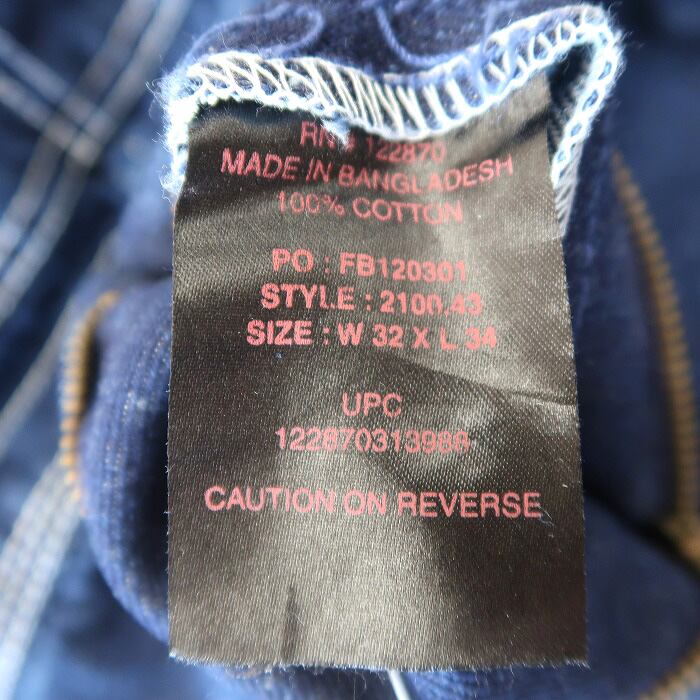 RN# 122870
MADE IN BANGLADESH
100% COTTON
PO : FB120301
STYLE : 2100.43
SIZE : W 32 X L 34
UPC
122870313988
CAUTION ON REVERSE